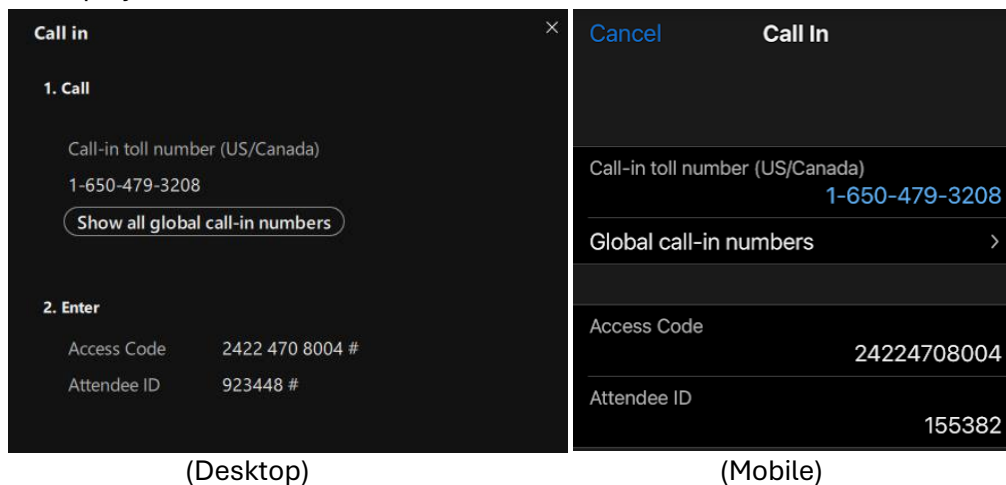 Call in
×
1. Call
Call-in toll number (US/Canada)
1-650-479-3208
Show all global call-in numbers
2. Enter
Access Code 2422 470 8004 #
Attendee ID 923448 #
(Desktop)
Cancel Call In
Call-in toll number (US/Canada)
1-650-479-3208
Global call-in numbers >
Access Code
24224708004
Attendee ID
155382
(Mobile)